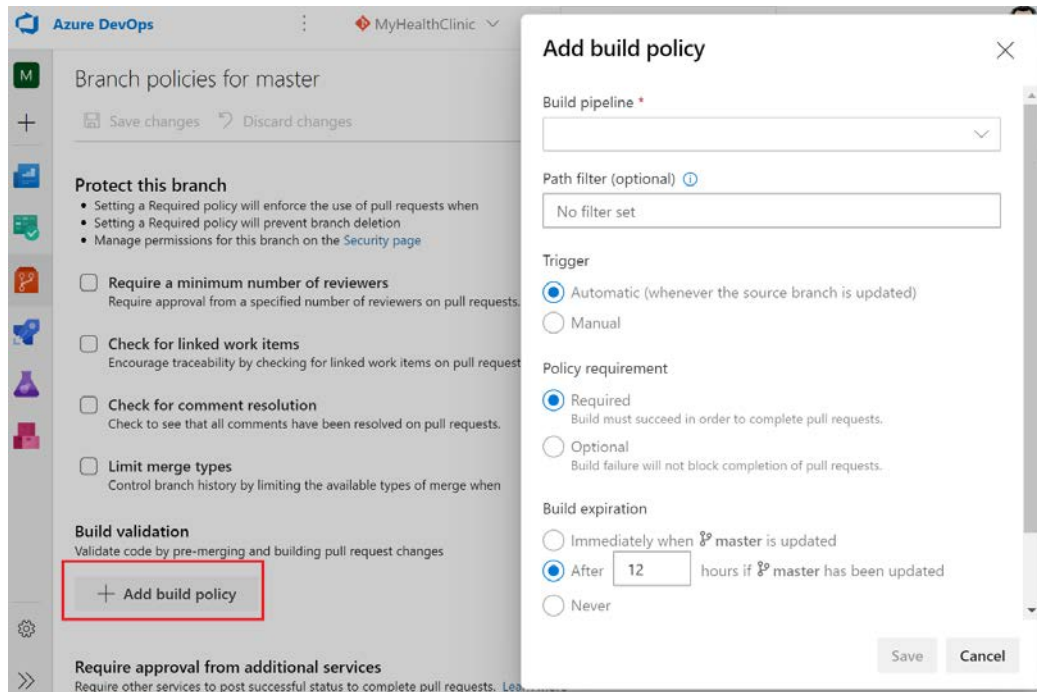 Azure DevOps
MyHealthClinic
M
Branch policies for master
Save changes Discard changes
Protect this branch
Setting a Required policy will enforce the use of pull requests when
Setting a Required policy will prevent branch deletion
Manage permissions for this branch on the Security page
Require a minimum number of reviewers
Require approval from a specified number of reviewers on pull requests.
Check for linked work items
Encourage traceability by checking for linked work items on pull request
Check for comment resolution
Check to see that all comments have been resolved on pull requests.
Limit merge types
Control branch history by limiting the available types of merge when
Build validation
Validate code by pre-merging and building pull request changes
+ Add build policy
Require approval from additional services
Require other services to post successful status to complete pull requests. Learn more
Add build policy
Build pipeline *
Path filter (optional)
No filter set
Trigger
Automatic (whenever the source branch is updated)
Manual
Policy requirement
Required
Build must succeed in order to complete pull requests.
Optional
Build failure will not block completion of pull requests.
Build expiration
Immediately when master is updated
After 12 hours if master has been updated
Never
Save Cancel